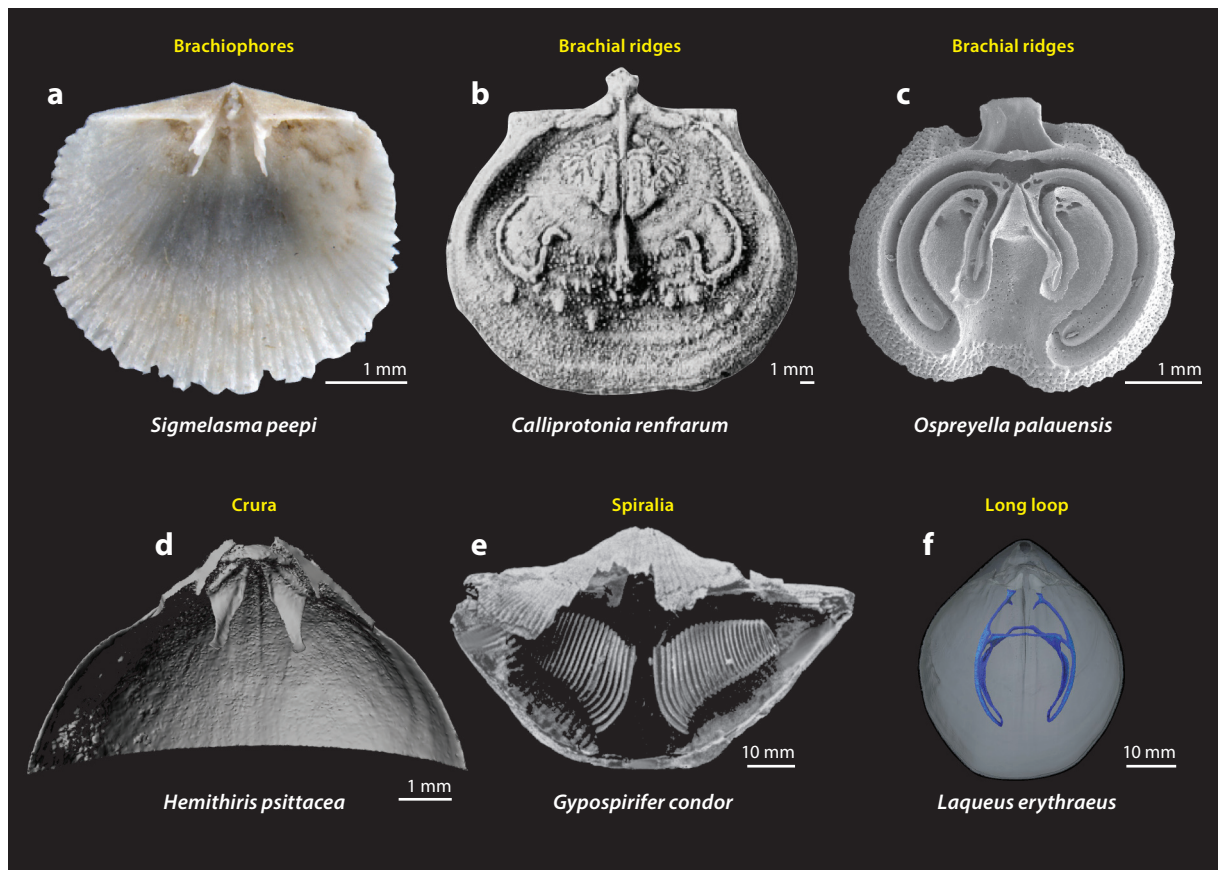 Brachiophores
Brachial ridges
Brachial ridges
a
b
c
1 mm
1 mm
1 mm
Sigmelasma peepi
Calliprotonia renfrarum
Ospreyella palauensis
Crura
Spiralia
Long loop
d
e
f
1 mm
10 mm
10 mm
Hemithiris psittacea
Gypospirifer condor
Laqueus erythraeus